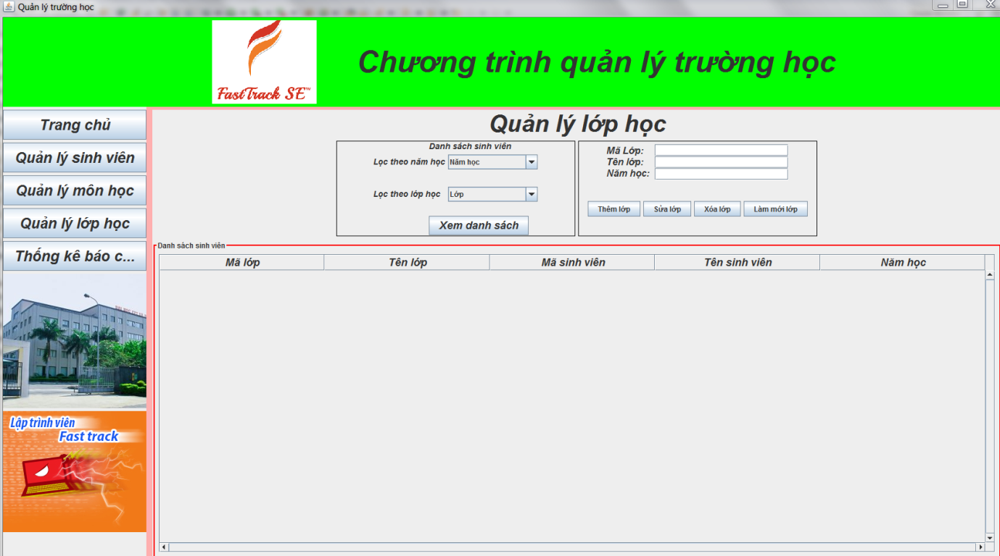 Quản lý trường học
FastTrack SE™
Chương trình quản lý trường học
Trang chủ
Quản lý sinh viên
Quản lý môn học
Quản lý lớp học
Thống kê báo c...
Lập trình viên
Fast track
Quản lý lớp học
Danh sách sinh viên
Lọc theo năm học Năm học
Lọc theo lớp học Lớp
Xem danh sách
Mã Lớp:
Tên lớp:
Năm học:
Thêm lớp Sửa lớp Xóa lớp Làm mới lớp
Danh sách sinh viên
Mã lớp Tên lớp Mã sinh viên Tên sinh viên Năm học